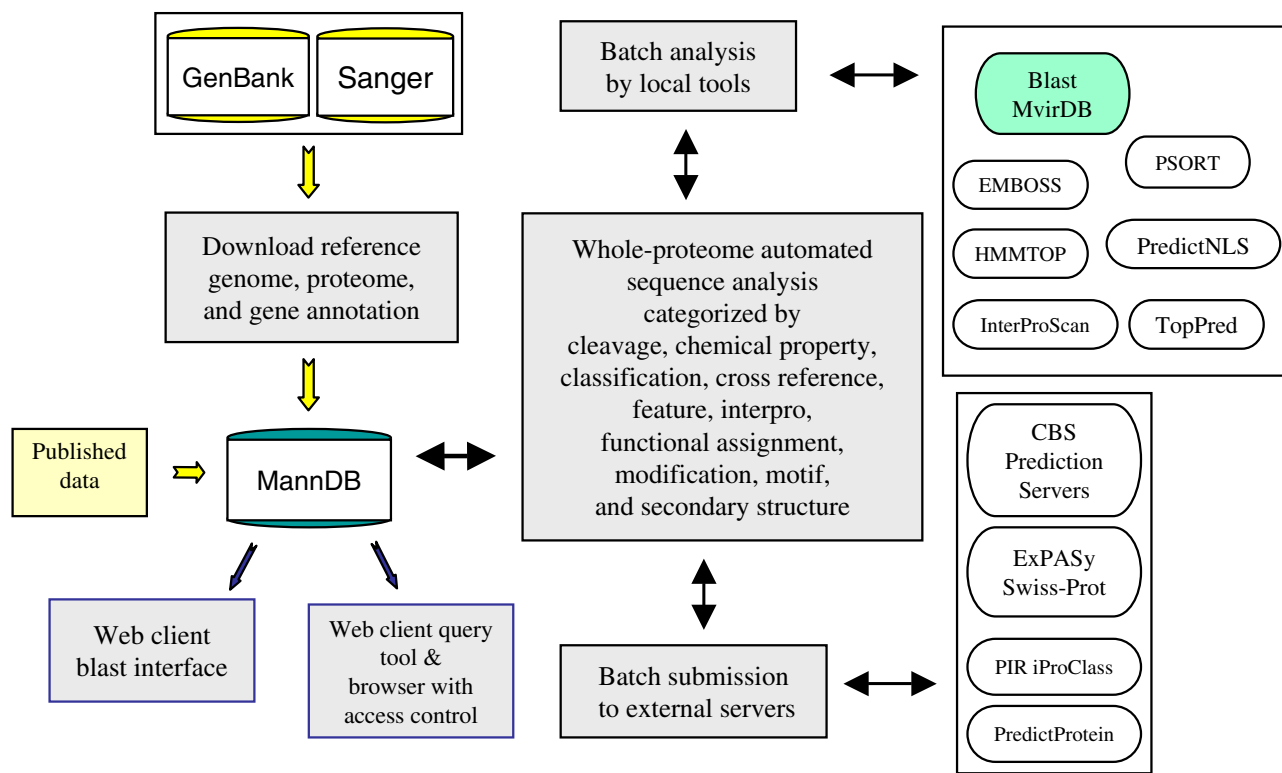 GenBank
Sanger
Download reference
genome, proteome,
and gene annotation
Published
data
MannDB
Web client
blast interface
Web client query
tool &
browser with
access control
Batch analysis
by local tools
Whole-proteome automated
sequence analysis
categorized by
cleavage, chemical property,
classification, cross reference,
feature, interpro,
functional assignment,
modification, motif,
and secondary structure
Batch submission
to external servers
Blast
MvirDB
PSORT
EMBOSS
HMMTOP
PredictNLS
InterProScan
TopPred
CBS
Prediction
Servers
ExPASy
Swiss-Prot
PIR iProClass
PredictProtein